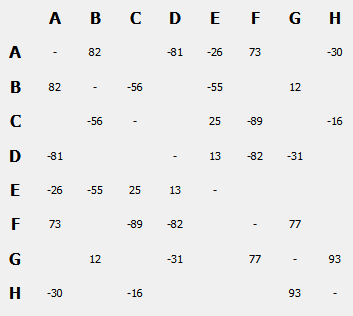 A B C D E F G H
A - 82 -81 -26 73 -30
B 82 - -56 -55 12
C -56 - 25 -89 -16
D -81 - 13 -82 -31
E -26 -55 25 13 -
F 73 -89 -82 - 77
G 12 -31 77 - 93
H -30 -16 93 -